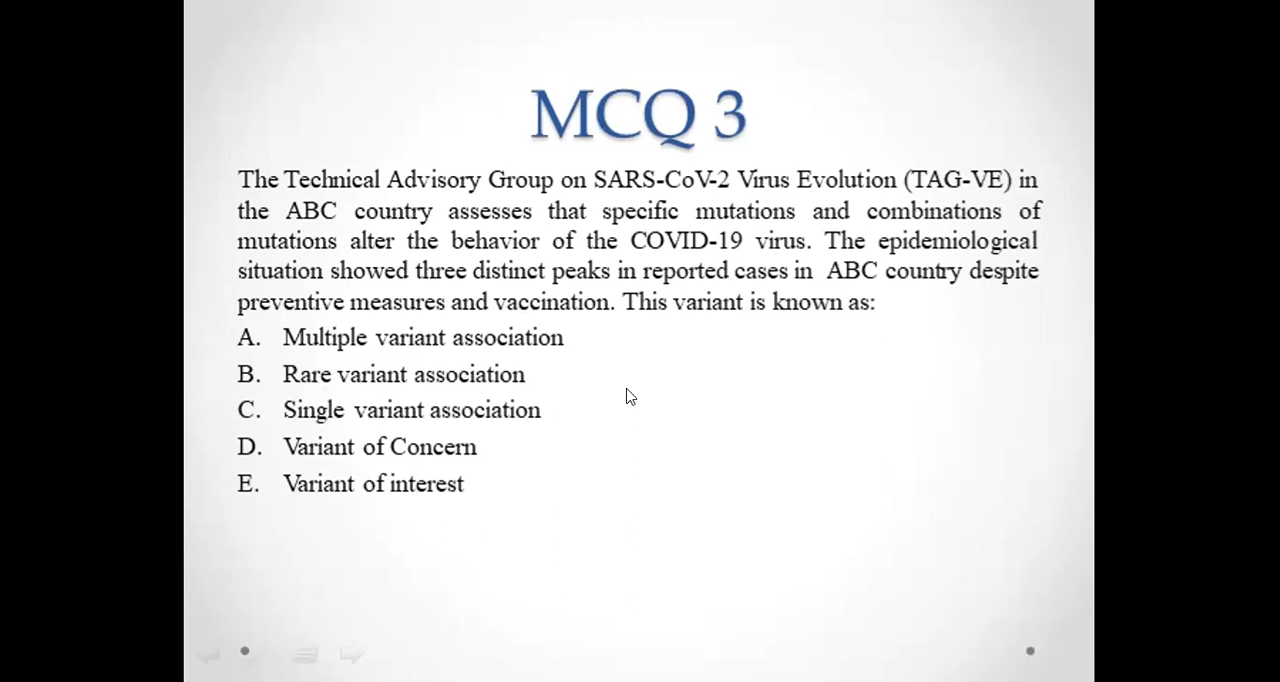 MCQ 3
The Technical Advisory Group on SARS-CoV-2 Virus Evolution (TAG-VE) in
the ABC country assesses that specific mutations and combinations of
mutations alter the behavior of the COVID-19 virus. The epidemiological
situation showed three distinct peaks in reported cases in ABC country despite
preventive measures and vaccination. This variant is known as:
A. Multiple variant association
B. Rare variant association
C. Single variant association
D. Variant of Concern
E. Variant of interest